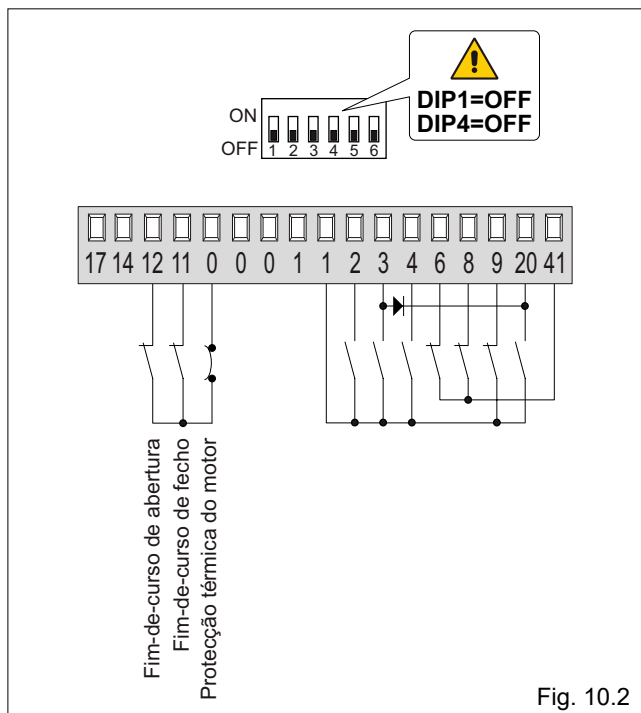 DIP1=OFF
DIP4=OFF
ON
OFF
1 2 3 4 5 6
17 14 12 11 0 0 0 1 1 2 3 4 6 8 9 20 41
Fim-de-curso de abertura
Fim-de-curso de fecho
Protecção térmica do motor
Fig. 10.2